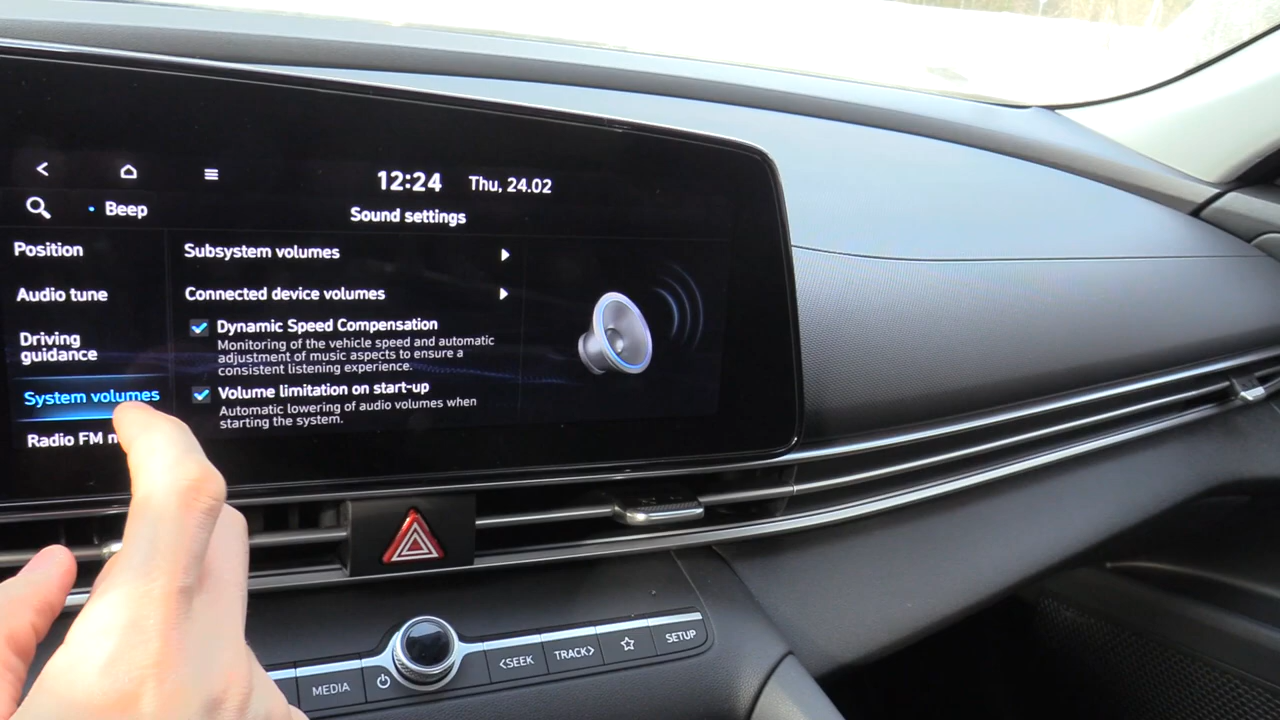 12:24 Thu, 24.02
Beep
Sound settings
Position
Audio tune
Driving
guidance
System volumes
Radio FM
Subsystem volumes
Connected device volumes
Dynamic Speed Compensation
Monitoring of the vehicle speed and automatic
adjustment of music aspects to ensure a
consistent listening experience.
Volume limitation on start-up
Automatic lowering of audio volumes when
starting the system.
MEDIA
<SEEK
TRACK>
SETUP